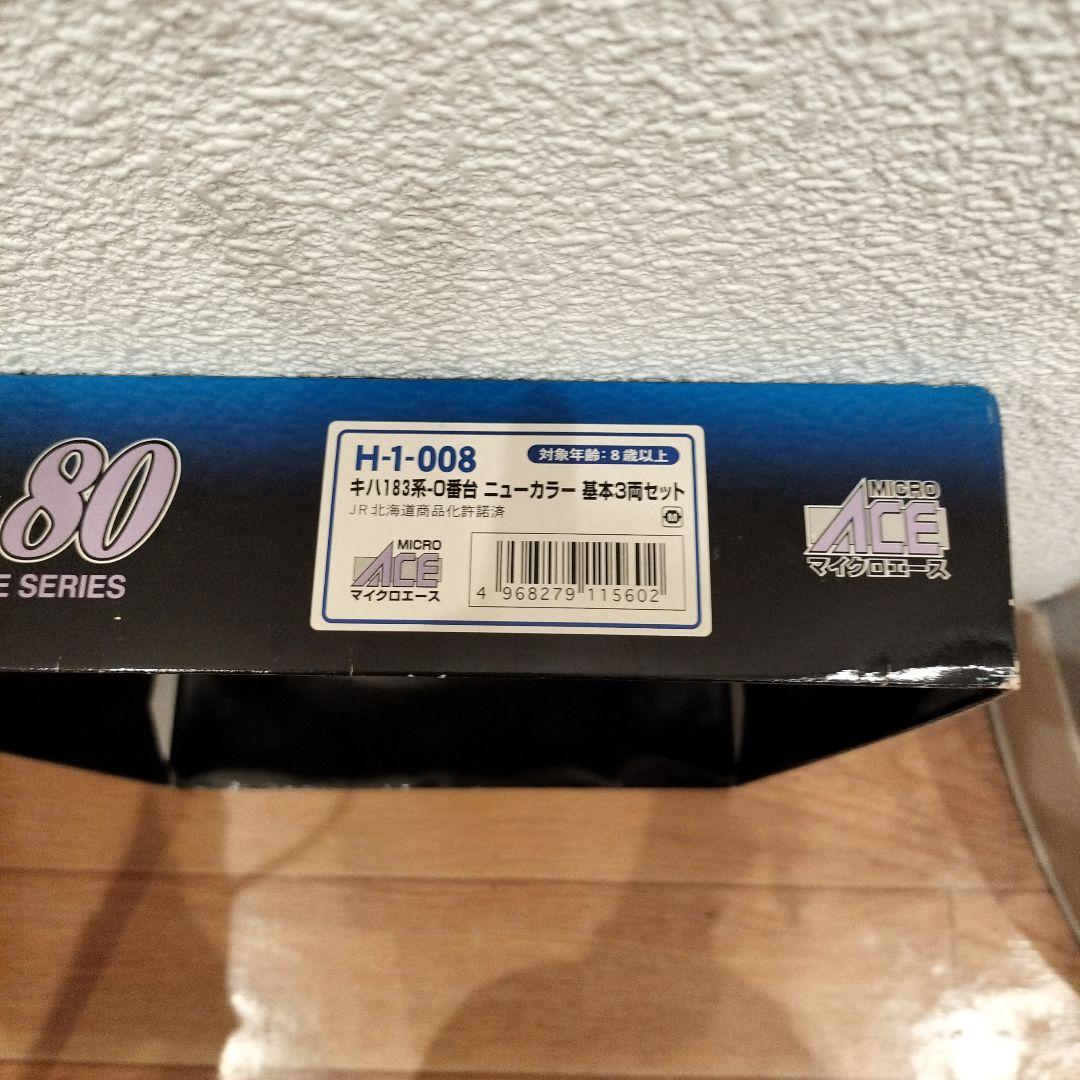 80
E SERIES
H-1-008
対象年齢:8歳以上
キハ183系-0番台 ニューカラー 基本3両セット
JR北海道商品化許諾済
M
MICRO
ACE
マイクロエース
4 968279 115602
MICRO
ACE
マイクロエース